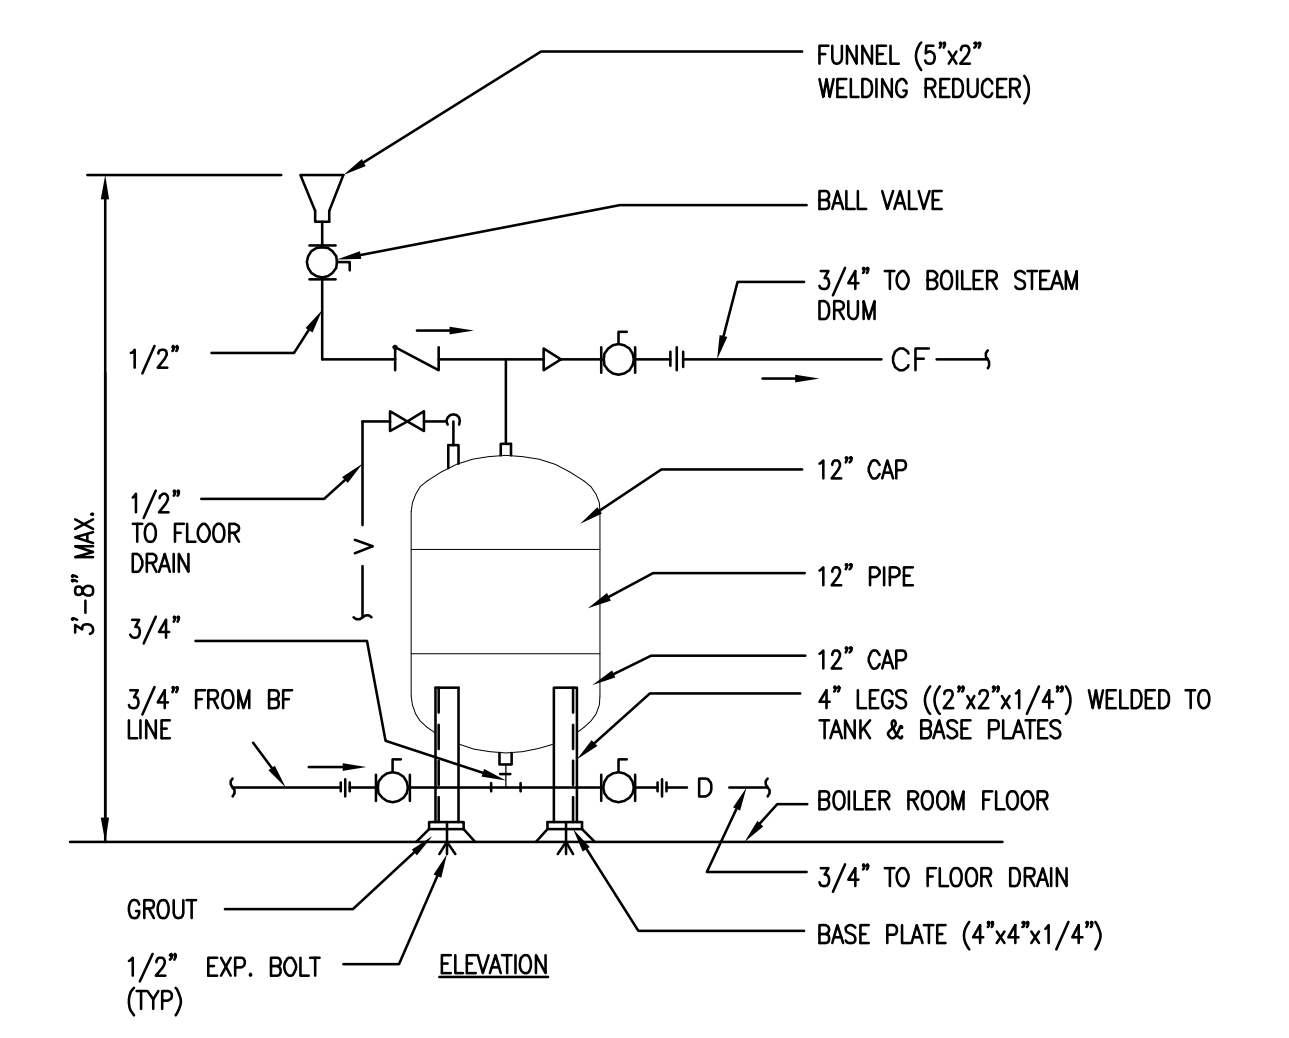 FUNNEL (5"x2"
WELDING REDUCER)
BALL VALVE
3/4" TO BOILER STEAM
DRUM
1/2"
CF
12" CAP
1/2"
TO FLOOR
DRAIN
V
3'-8" MAX.
12" PIPE
3/4"
12" CAP
3/4" FROM BF
LINE
4" LEGS ((2"x2"x1/4") WELDED TO
TANK & BASE PLATES
D
BOILER ROOM FLOOR
3/4" TO FLOOR DRAIN
GROUT
BASE PLATE (4"x4"x1/4")
1/2" EXP. BOLT
(TYP)
ELEVATION